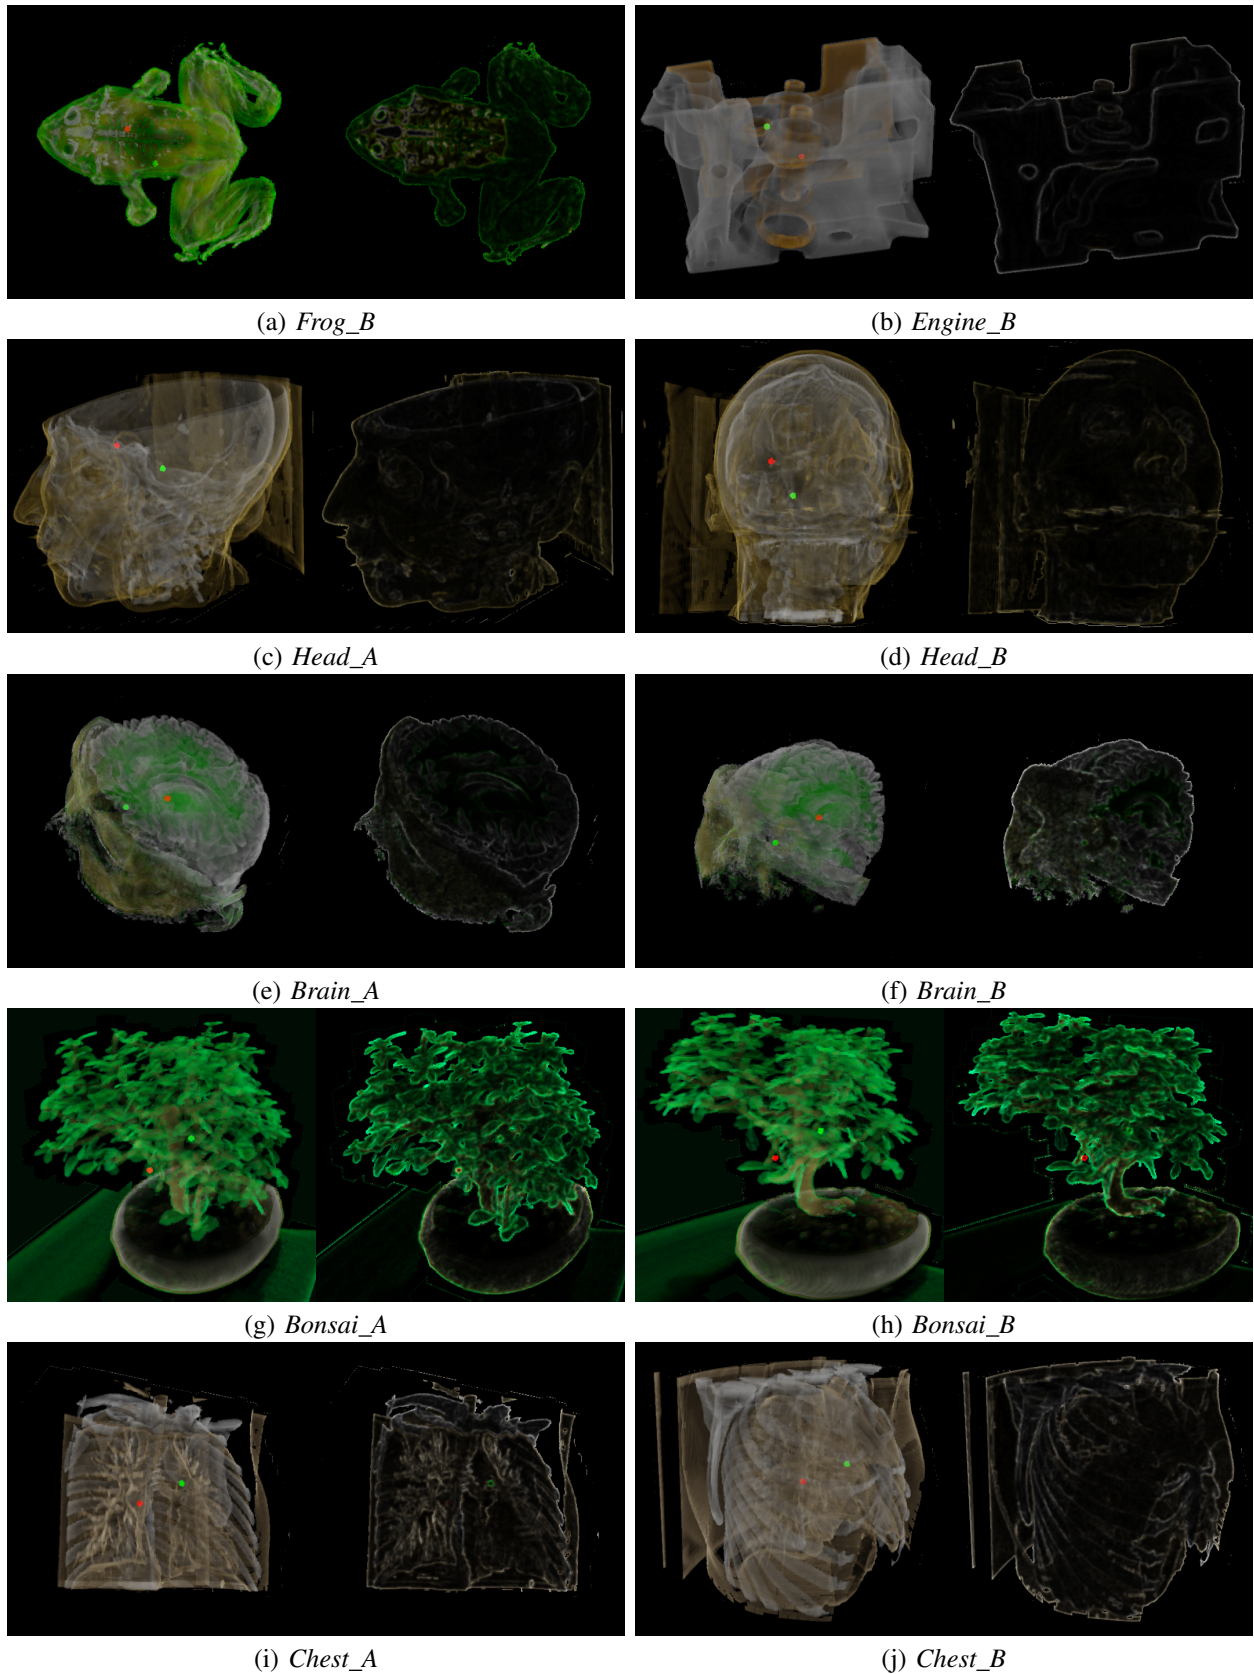 (a) Frog_B
(b) Engine_B
(c) Head_A
(d) Head_B
(e) Brain_A
(f) Brain_B
(g) Bonsai_A
(h) Bonsai_B
(i) Chest_A
(j) Chest_B